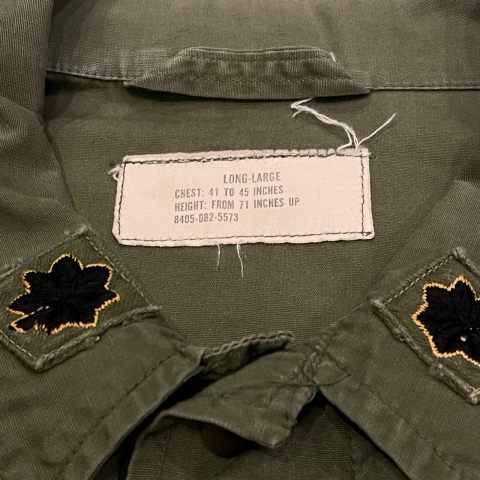 LONG-LARGE
CHEST: 41 TO 45 INCHES
HEIGHT: FROM 71 INCHES UP
8405-082-5573